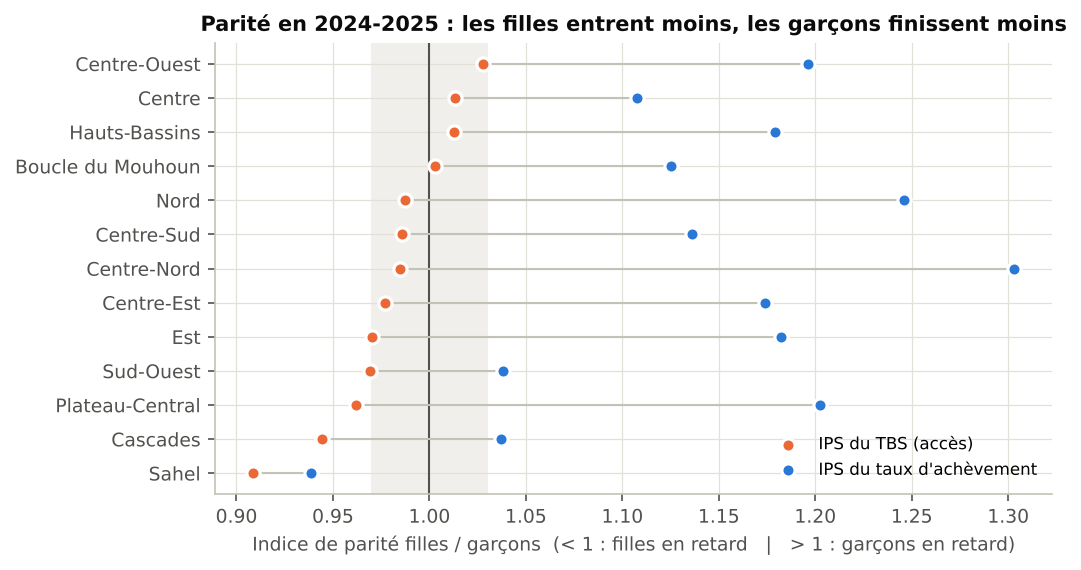 Parité en 2024-2025 : les filles entrent moins, les garçons finissent moins
Centre-Ouest
Centre
Hauts-Bassins
Boucle du Mouhoun
Nord
Centre-Sud
Centre-Nord
Centre-Est
Est
Sud-Ouest
Plateau-Central
Cascades
Sahel
IPS du TBS (accès)
IPS du taux d'achèvement
0.90 0.95 1.00 1.05 1.10 1.15 1.20 1.25 1.30
Indice de parité filles / garçons (< 1 : filles en retard | > 1 : garçons en retard)